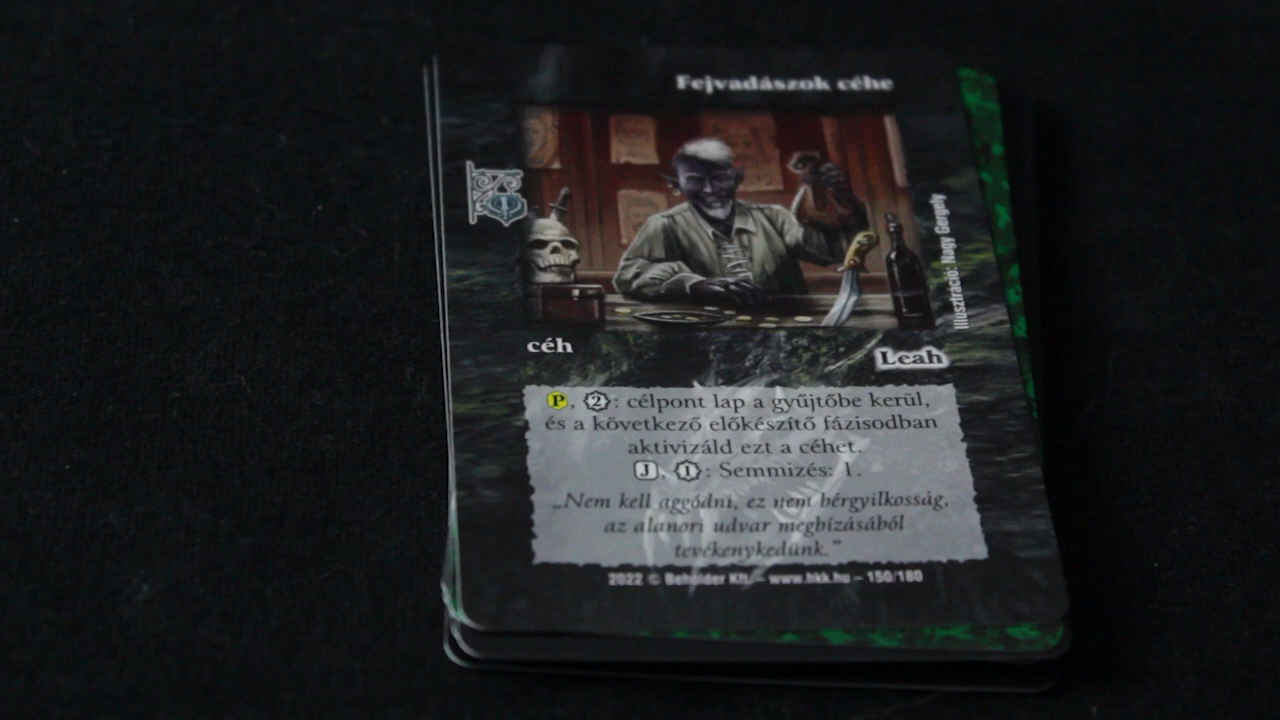 Fejvadászok céhe
Illusztráció: Nagy Gergely
céh
Leah
P, 2: célpont lap a gyűjtőbe kerül,
és a következő előkészítő fázisodban
aktivizáld ezt a céhet.
J, 1: Semmizés: 1.
„Nem kell aggódni, ez nem bérgyilkosság,
az alanori udvar megbízásából
tevékenykedünk.”
2022 © Beholder Kft. – www.hkk.hu – 150/180